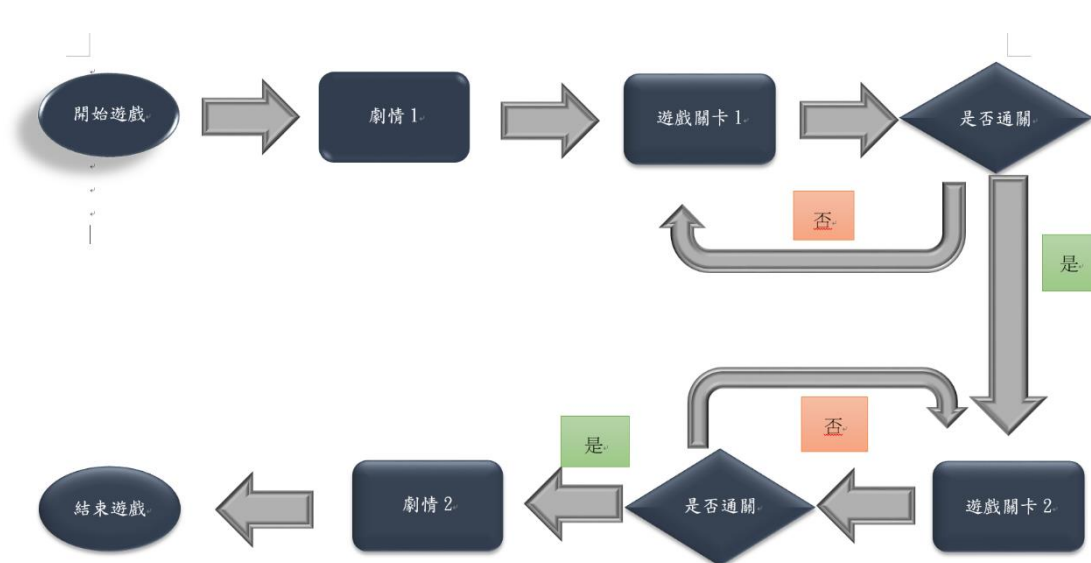 開始遊戲
劇情 1
遊戲關卡 1
是否通關
否
是
否
是
結束遊戲
劇情 2
是否通關
遊戲關卡 2